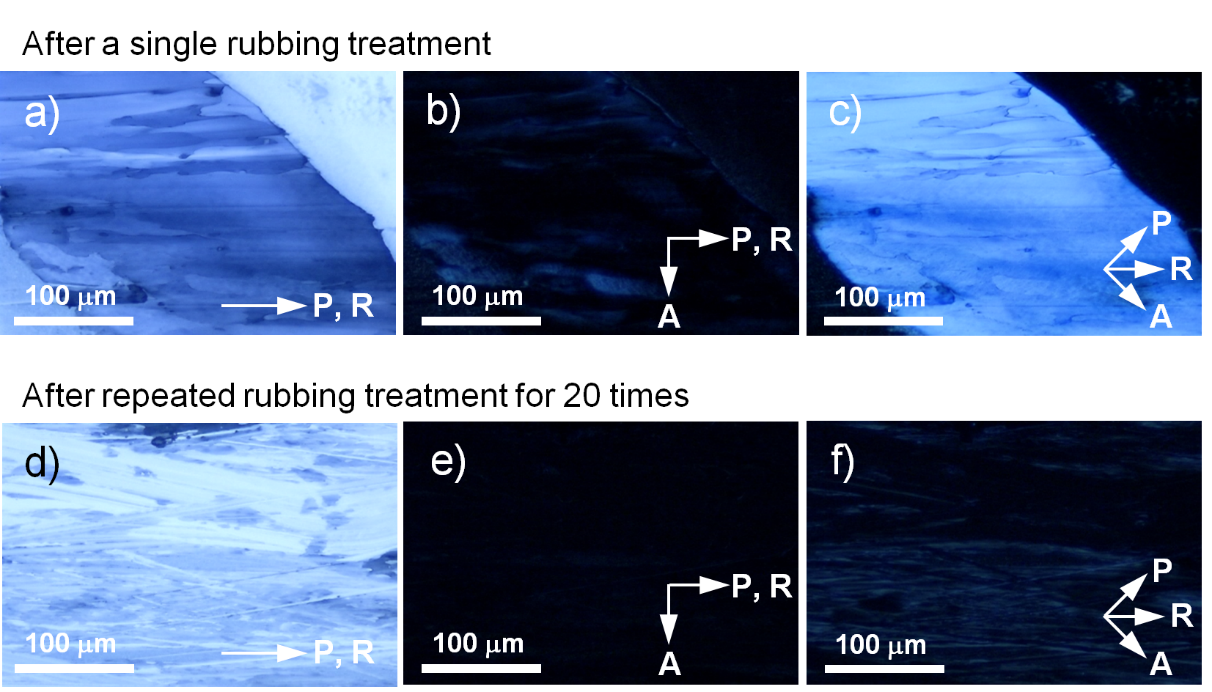 After a single rubbing treatment
a)
b)
c)
P
P, R
R
100 μm
P, R
100 μm
A
100 μm
A
After repeated rubbing treatment for 20 times
d)
e)
f)
P
P, R
R
100 μm
P, R
100 μm
A
100 μm
A